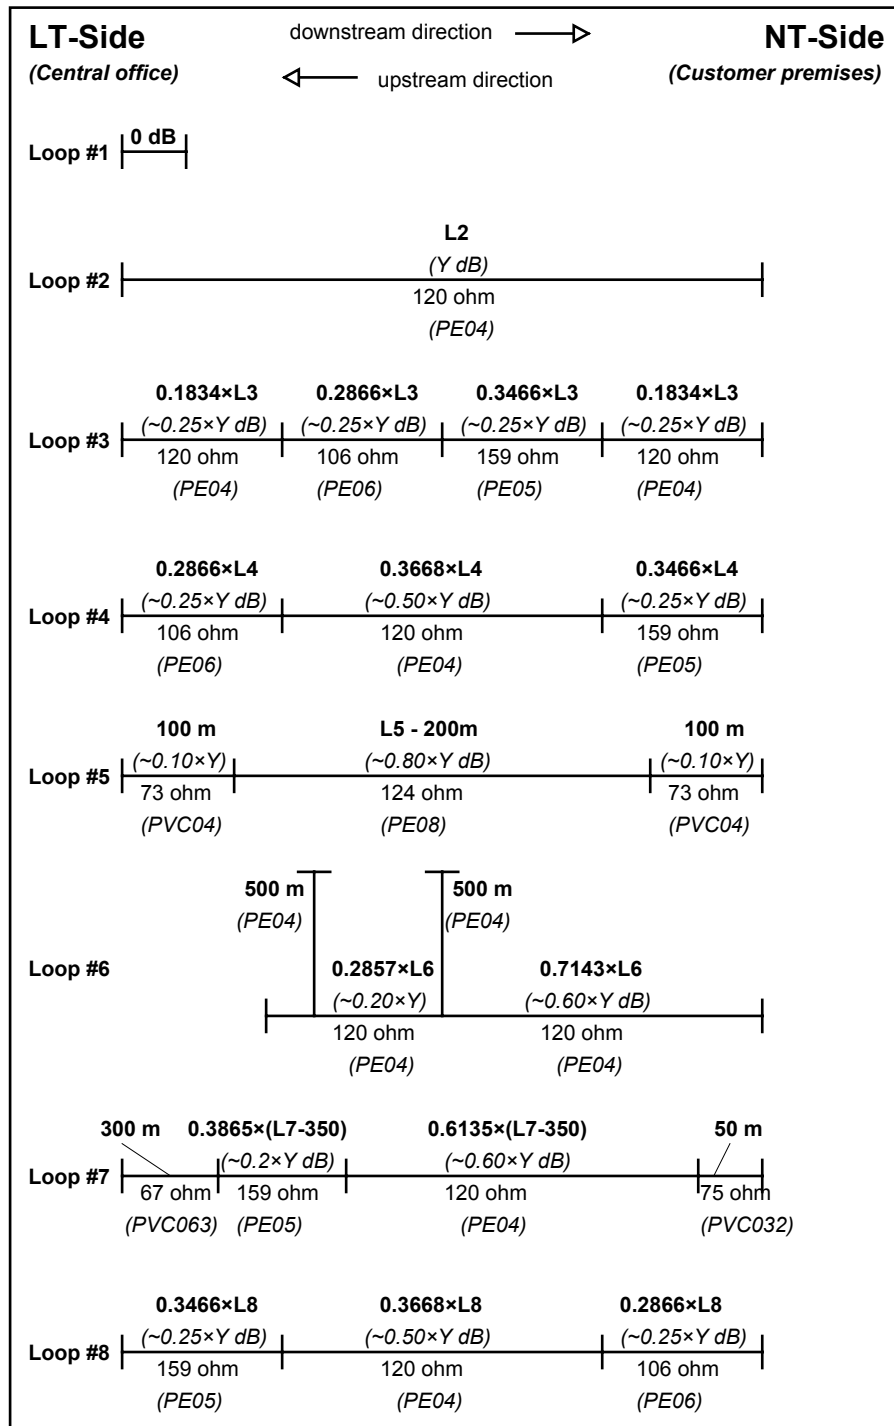 LT-Side downstream direction NT-Side
(Central office) upstream direction (Customer premises)
0 dB
Loop #1
L2
(Y dB)
Loop #2
120 ohm
(PE04)
0.1834×L3 0.2866×L3 0.3466×L3 0.1834×L3
(~0.25×Y dB) (~0.25×Y dB) (~0.25×Y dB) (~0.25×Y dB)
Loop #3
120 ohm 106 ohm 159 ohm 120 ohm
(PE04) (PE06) (PE05) (PE04)
0.2866×L4 0.3668×L4 0.3466×L4
(~0.25×Y dB) (~0.50×Y dB) (~0.25×Y dB)
Loop #4
106 ohm 120 ohm 159 ohm
(PE06) (PE04) (PE05)
100 m L5 - 200m 100 m
(~0.10×Y) (~0.80×Y dB) (~0.10×Y)
Loop #5
73 ohm 124 ohm 73 ohm
(PVC04) (PE08) (PVC04)
500 m 500 m
(PE04) (PE04)
Loop #6 0.2857×L6 0.7143×L6
(~0.20×Y) (~0.60×Y dB)
120 ohm 120 ohm
(PE04) (PE04)
300 m 0.3865×(L7-350) 0.6135×(L7-350) 50 m
(~0.2×Y dB) (~0.60×Y dB)
Loop #7
67 ohm 159 ohm 120 ohm 75 ohm
(PVC063) (PE05) (PE04) (PVC032)
0.3466×L8 0.3668×L8 0.2866×L8
(~0.25×Y dB) (~0.50×Y dB) (~0.25×Y dB)
Loop #8
159 ohm 120 ohm 106 ohm
(PE05) (PE04) (PE06)